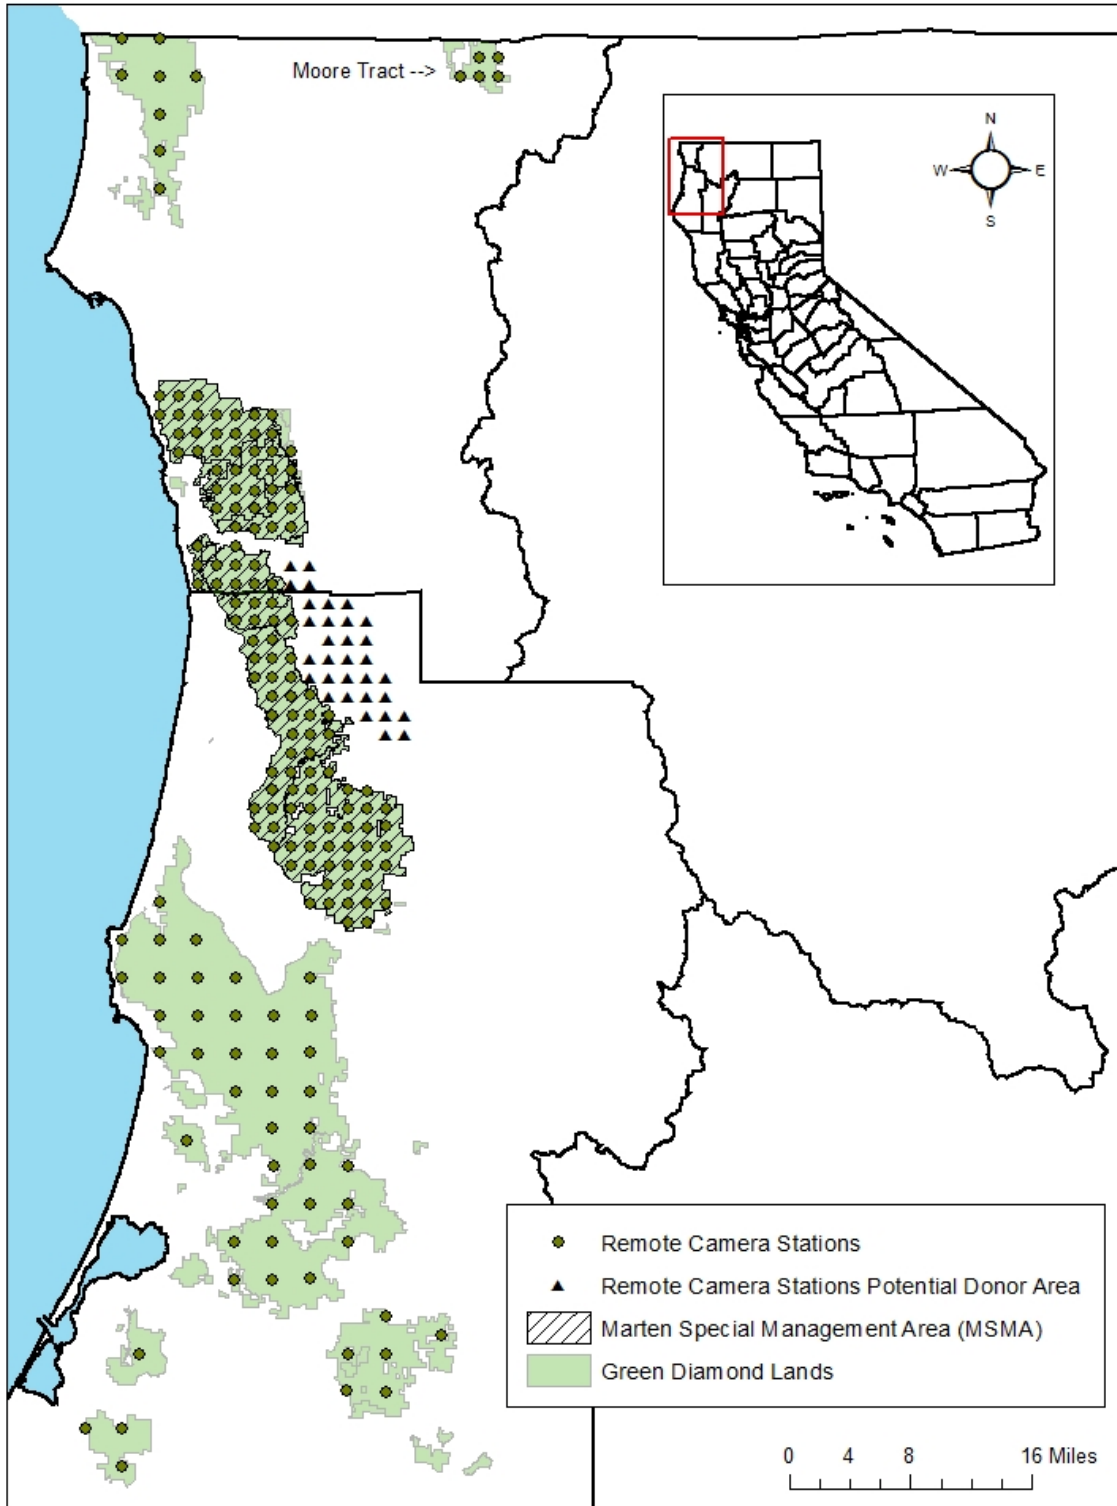 Moore Tract -->
N
W E
S
Remote Camera Stations
Remote Camera Stations Potential Donor Area
Marten Special Management Area (MSMA)
Green Diamond Lands
0 4 8 16 Miles